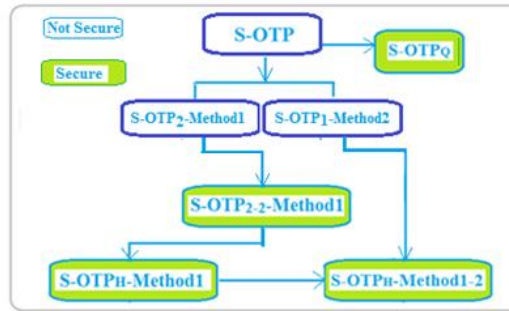 Not Secure
S-OTP
S-OTPQ
Secure
S-OTP2-Method1
S-OTP1-Method2
S-OTP2-2-Method1
S-OTPH-Method1
S-OTPH-Method1-2